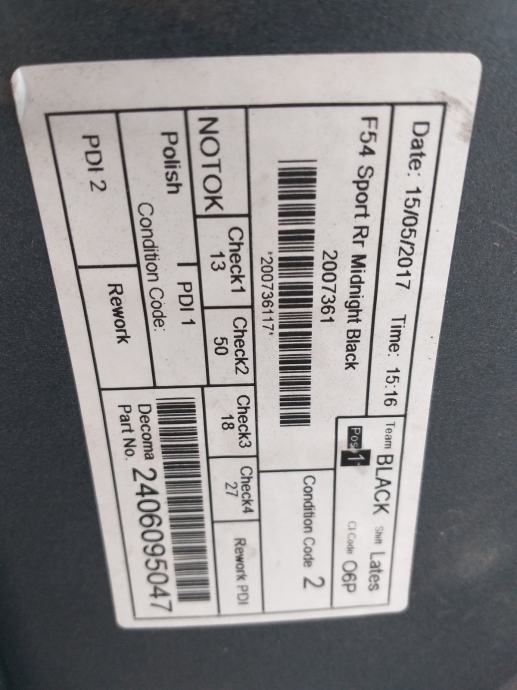 Date: 15/05/2017 Time: 15:16
Team BLACK Shift Lates
F54 Sport Rr Midnight Black
Pos 1 CI Code O6P
2007361
*200736117*
Condition Code 2
NOTOK Check1 Check2 Check3 Check4 Rework PDI
13 50 18 27
Polish PDI 1
Condition Code:
PDI 2 Rework
Decoma
Part No. 2406095047